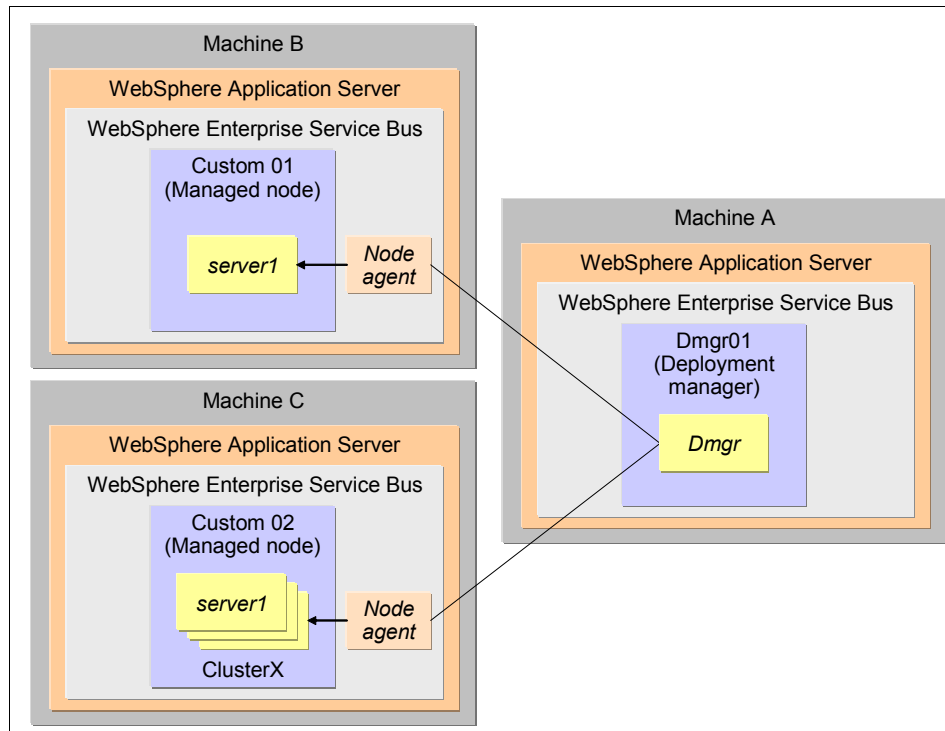 Machine B
WebSphere Application Server
WebSphere Enterprise Service Bus
Custom 01
(Managed node)
server1
Node
agent
Machine A
WebSphere Application Server
WebSphere Enterprise Service Bus
Dmgr01
(Deployment
manager)
Dmgr
Machine C
WebSphere Application Server
WebSphere Enterprise Service Bus
Custom 02
(Managed node)
server1
ClusterX
Node
agent